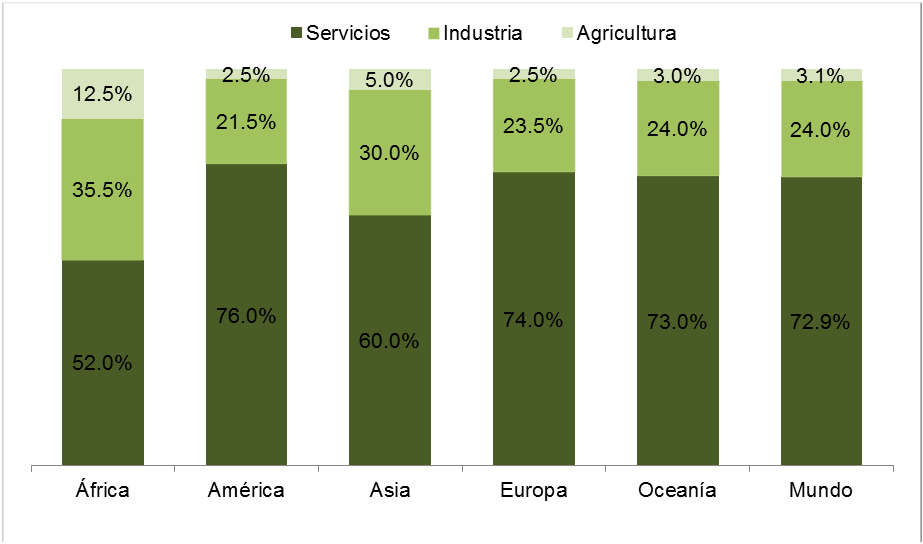 Servicios Industria Agricultura
12.5% 2.5% 5.0% 2.5% 3.0% 3.1%
35.5% 21.5% 30.0% 23.5% 24.0% 24.0%
52.0% 76.0% 60.0% 74.0% 73.0% 72.9%
África América Asia Europa Oceanía Mundo